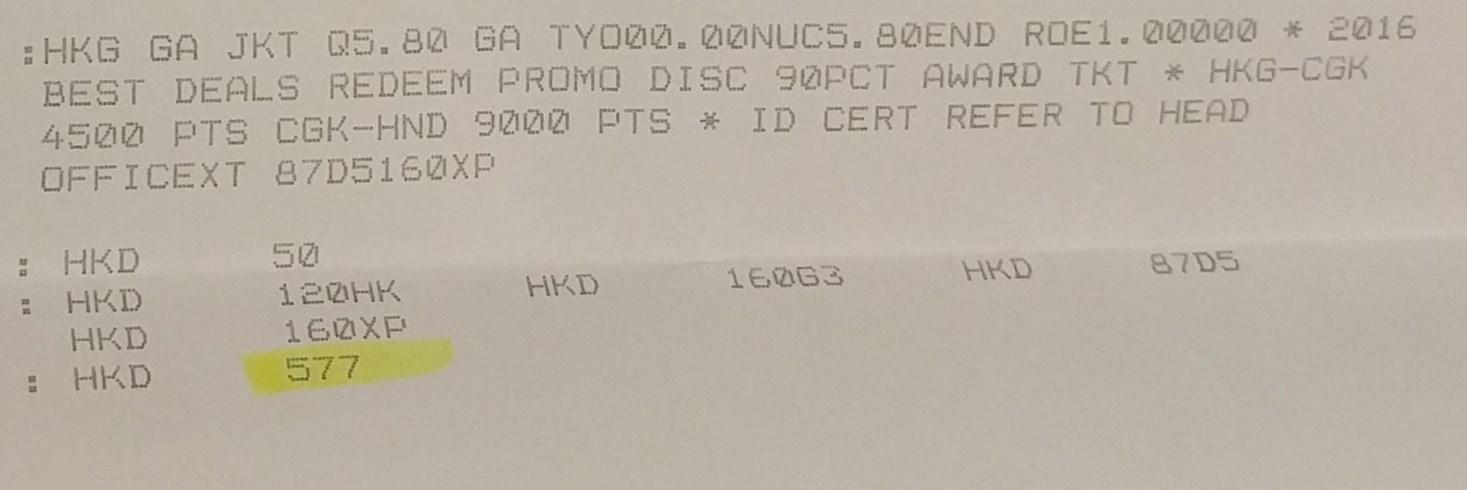 :HKG GA JKT Q5.80 GA TYO00.00NUC5.80END ROE1.00000 * 2016
BEST DEALS REDEEM PROMO DISC 90PCT AWARD TKT * HKG-CGK
4500 PTS CGK-HND 9000 PTS * ID CERT REFER TO HEAD
OFFICEXT 87D5160XP
: HKD 50
: HKD 120HK HKD 160G3 HKD 87D5
HKD 160XP
: HKD 577